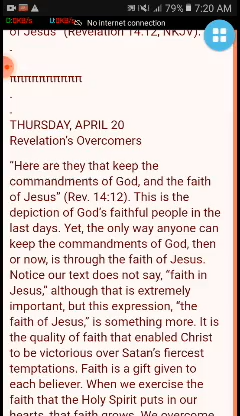 79% 7:20 AM
0:0KB/s U:0KB/s No internet connection
of Jesus" (Revelation 14:12, NKJV).
.
πππππππππππ
.
.
THURSDAY, APRIL 20
Revelation's Overcomers
"Here are they that keep the
commandments of God, and the faith
of Jesus" (Rev. 14:12). This is the
depiction of God's faithful people in the
last days. Yet, the only way anyone can
keep the commandments of God, then
or now, is through the faith of Jesus.
Notice our text does not say, "faith in
Jesus," although that is extremely
important, but this expression, "the
faith of Jesus," is something more. It is
the quality of faith that enabled Christ
to be victorious over Satan's fiercest
temptations. Faith is a gift given to
each believer. When we exercise the
faith that the Holy Spirit puts in our
hearts, that faith grows. We overcome